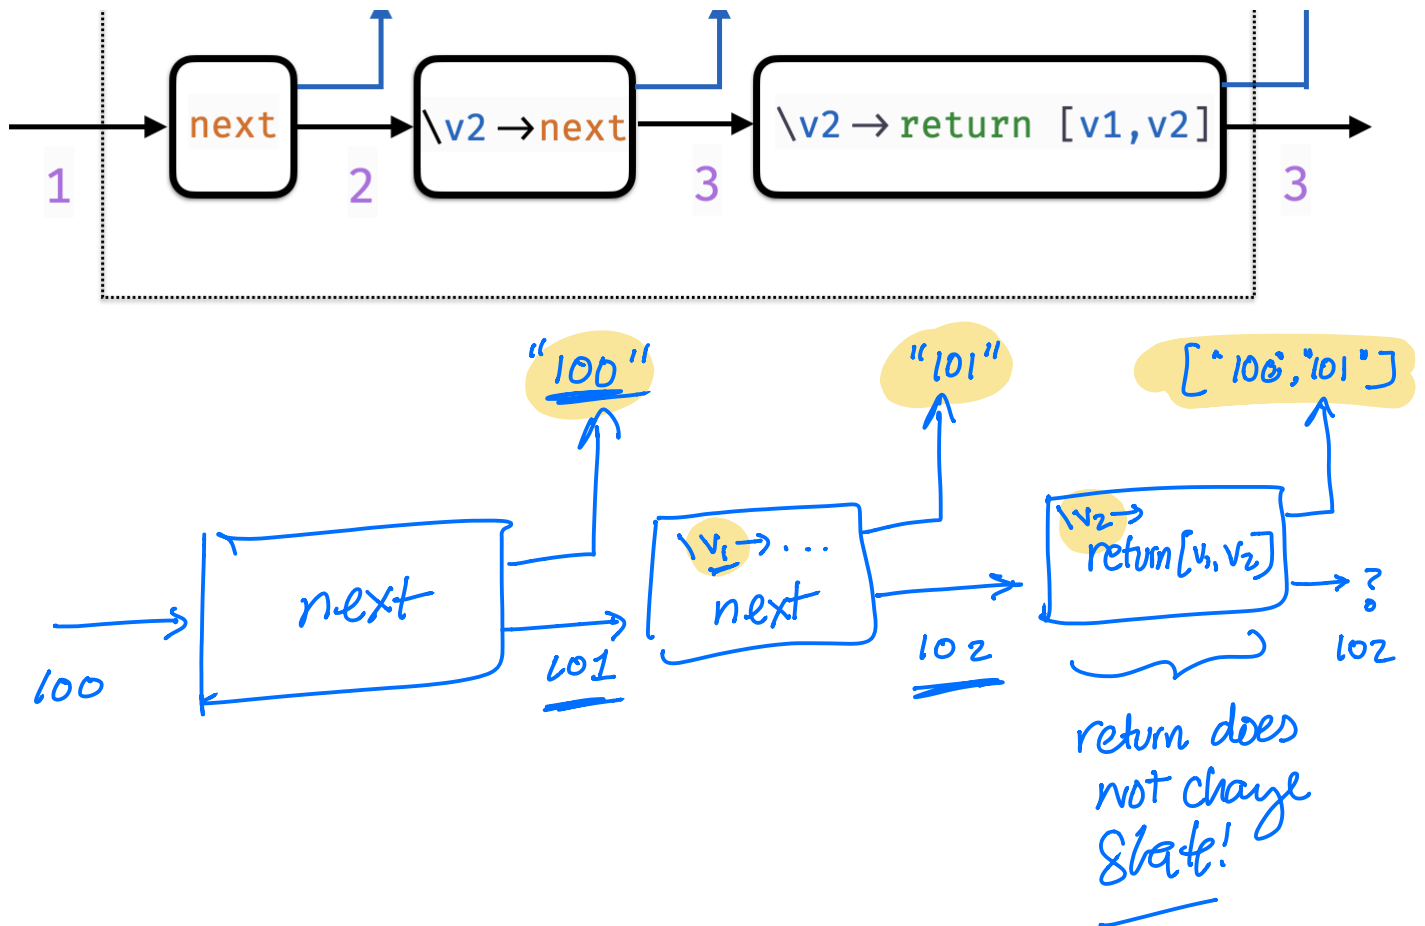 next
\v2 →next
\v2 → return [v1,v2]
1
2
3
3
"100"
"101"
["100","101"]
\v1 → ...
next
next
\v2 →
return[v1,v2]
100
101
102
?
102
return does
not change
state!